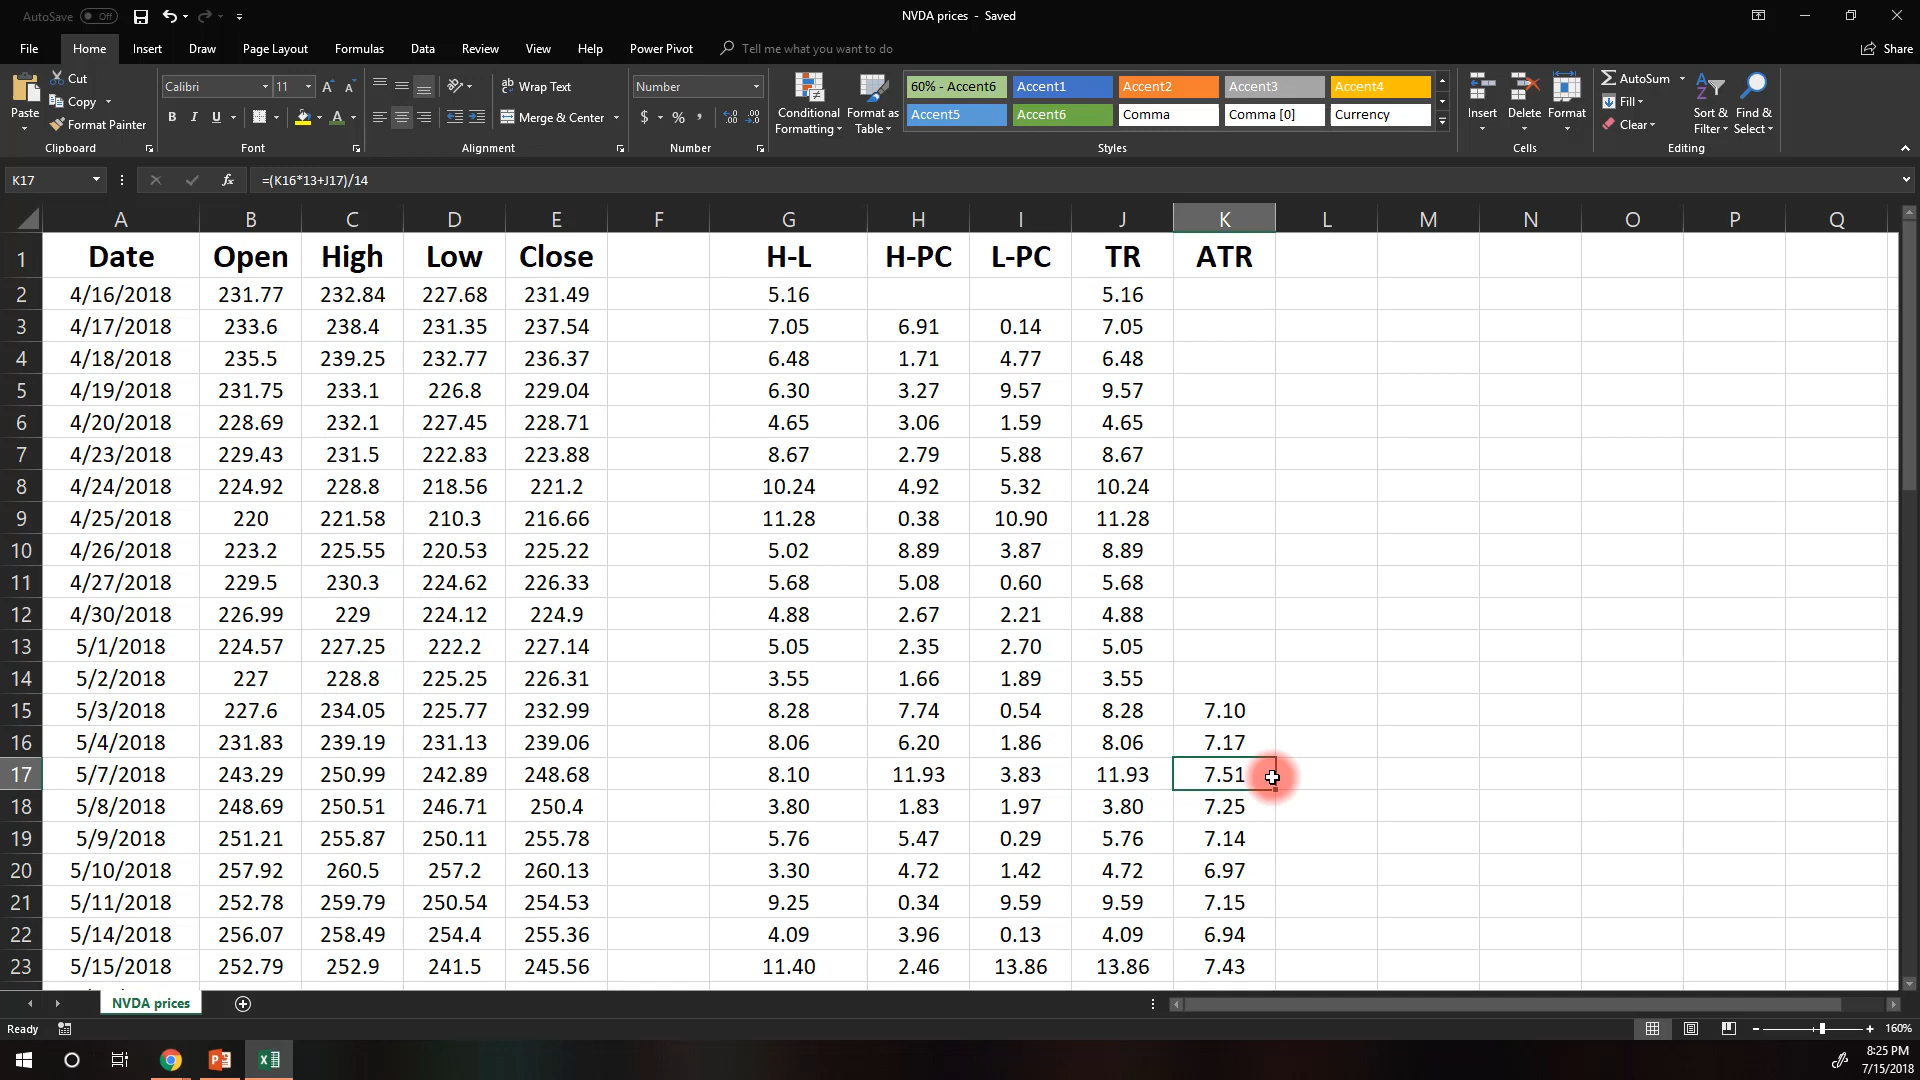 AutoSave Off
NVDA prices - Saved
File Home Insert Draw Page Layout Formulas Data Review View Help Power Pivot Tell me what you want to do Share
Paste
Cut
Copy
Format Painter
Clipboard
Calibri 11
B I U
Font
Wrap Text
Merge & Center
Alignment
Number
$ % ,
Number
Conditional Formatting
Format as Table
60% - Accent6 Accent1 Accent2 Accent3 Accent4
Accent5 Accent6 Comma Comma [0] Currency
Styles
Insert Delete Format
Cells
AutoSum
Fill
Clear
Sort & Filter
Find & Select
Editing
K17 fx =(K16*13+J17)/14
A B C D E F G H I J K L M N O P Q
1 Date Open High Low Close H-L H-PC L-PC TR ATR
2 4/16/2018 231.77 232.84 227.68 231.49 5.16 5.16
3 4/17/2018 233.6 238.4 231.35 237.54 7.05 6.91 0.14 7.05
4 4/18/2018 235.5 239.25 232.77 236.37 6.48 1.71 4.77 6.48
5 4/19/2018 231.75 233.1 226.8 229.04 6.30 3.27 9.57 9.57
6 4/20/2018 228.69 232.1 227.45 228.71 4.65 3.06 1.59 4.65
7 4/23/2018 229.43 231.5 222.83 223.88 8.67 2.79 5.88 8.67
8 4/24/2018 224.92 228.8 218.56 221.2 10.24 4.92 5.32 10.24
9 4/25/2018 220 221.58 210.3 216.66 11.28 0.38 10.90 11.28
10 4/26/2018 223.2 225.55 220.53 225.22 5.02 8.89 3.87 8.89
11 4/27/2018 229.5 230.3 224.62 226.33 5.68 5.08 0.60 5.68
12 4/30/2018 226.99 229 224.12 224.9 4.88 2.67 2.21 4.88
13 5/1/2018 224.57 227.25 222.2 227.14 5.05 2.35 2.70 5.05
14 5/2/2018 227 228.8 225.25 226.31 3.55 1.66 1.89 3.55
15 5/3/2018 227.6 234.05 225.77 232.99 8.28 7.74 0.54 8.28 7.10
16 5/4/2018 231.83 239.19 231.13 239.06 8.06 6.20 1.86 8.06 7.17
17 5/7/2018 243.29 250.99 242.89 248.68 8.10 11.93 3.83 11.93 7.51
18 5/8/2018 248.69 250.51 246.71 250.4 3.80 1.83 1.97 3.80 7.25
19 5/9/2018 251.21 255.87 250.11 255.78 5.76 5.47 0.29 5.76 7.14
20 5/10/2018 257.92 260.5 257.2 260.13 3.30 4.72 1.42 4.72 6.97
21 5/11/2018 252.78 259.79 250.54 254.53 9.25 0.34 9.59 9.59 7.15
22 5/14/2018 256.07 258.49 254.4 255.36 4.09 3.96 0.13 4.09 6.94
23 5/15/2018 252.79 252.9 241.5 245.56 11.40 2.46 13.86 13.86 7.43
NVDA prices
Ready
160%
8:25 PM
7/15/2018